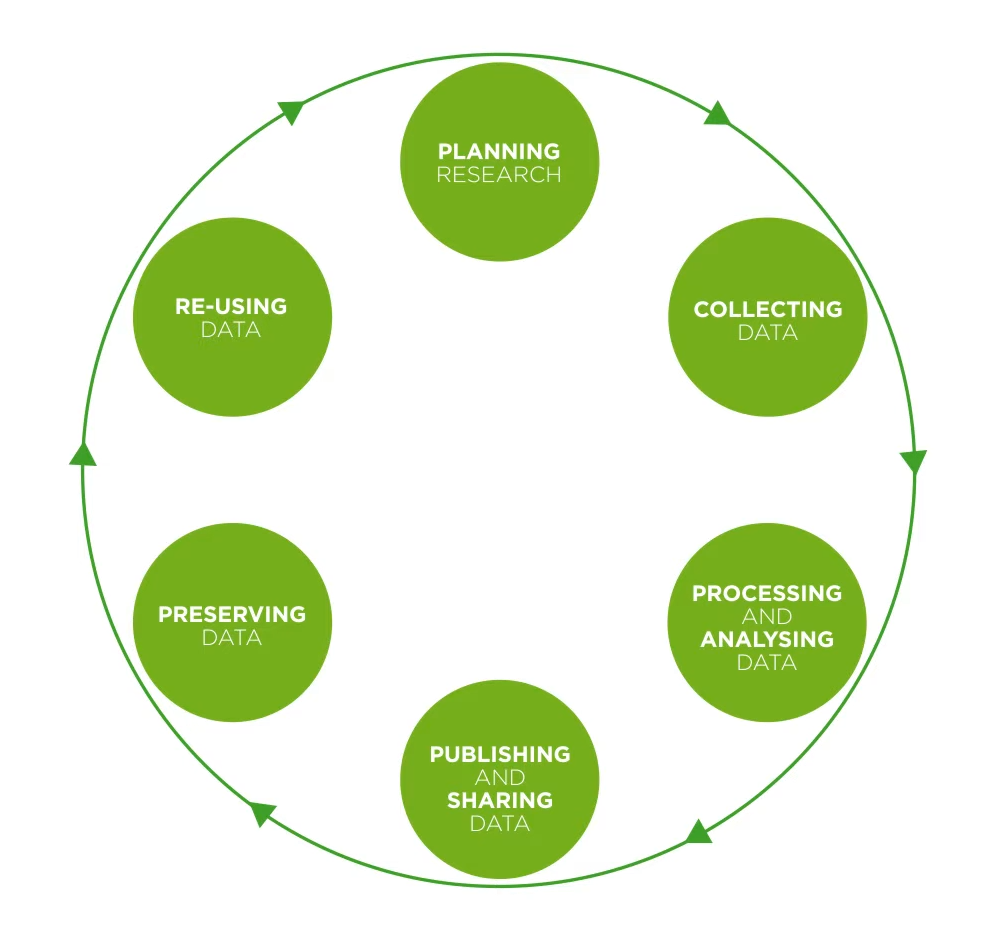 PLANNING
RESEARCH
COLLECTING
DATA
PROCESSING
AND
ANALYSING
DATA
PUBLISHING
AND
SHARING
DATA
PRESERVING
DATA
RE-USING
DATA